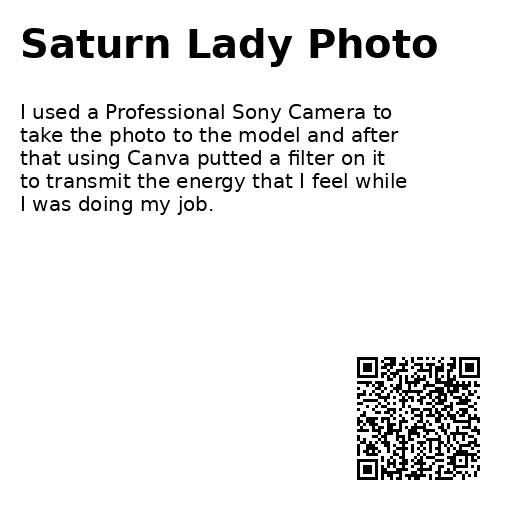 Saturn Lady Photo
I used a Professional Sony Camera to
take the photo to the model and after
that using Canva putted a filter on it
to transmit the energy that I feel while
I was doing my job.